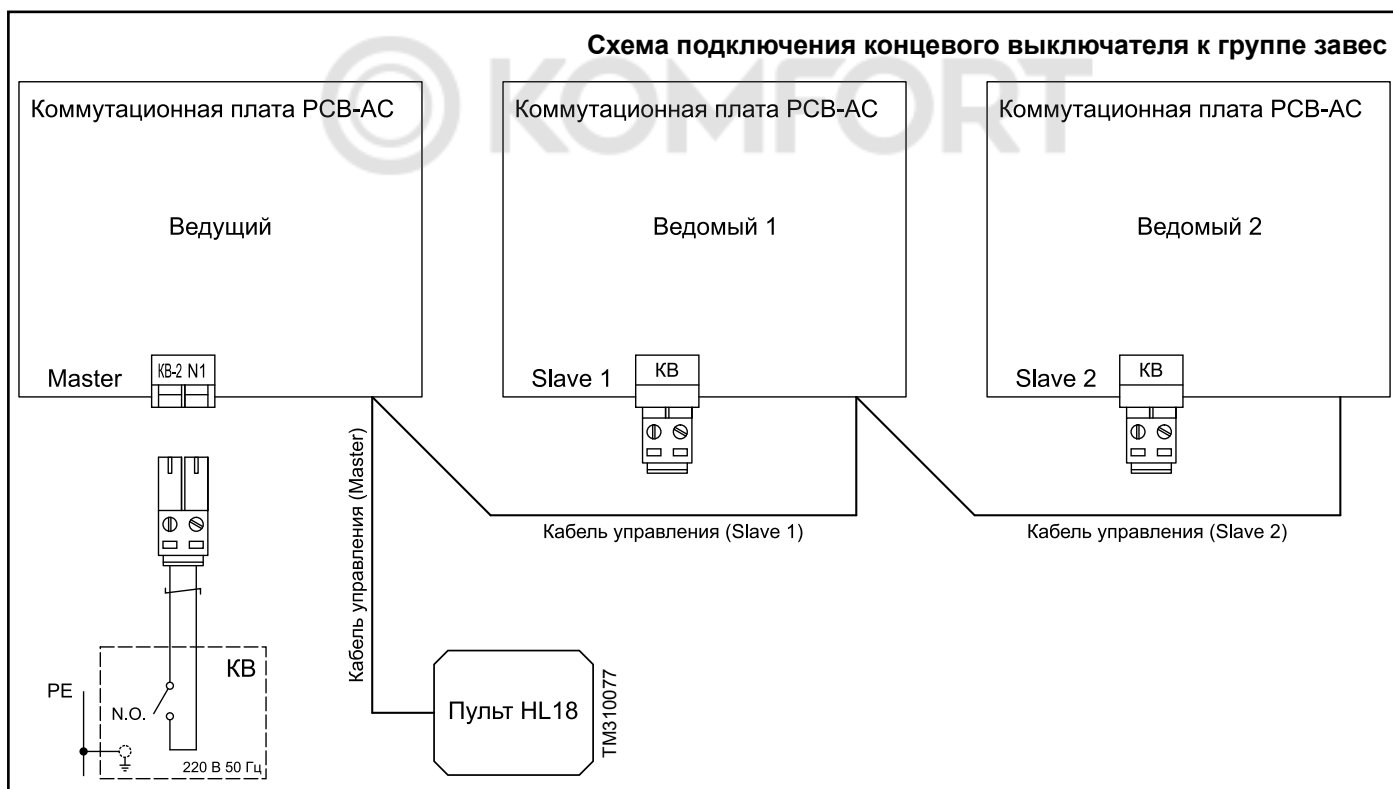 Схема подключения концевого выключателя к группе завес
KOMFORT
Коммутационная плата PCB-AC
Ведущий
Master
КВ-2 N1
Коммутационная плата PCB-AC
Ведомый 1
Slave 1
КВ
Коммутационная плата PCB-AC
Ведомый 2
Slave 2
КВ
Кабель управления (Master)
Кабель управления (Slave 1)
Кабель управления (Slave 2)
КВ
PE
N.O.
220 В 50 Гц
Пульт HL18
TM310077